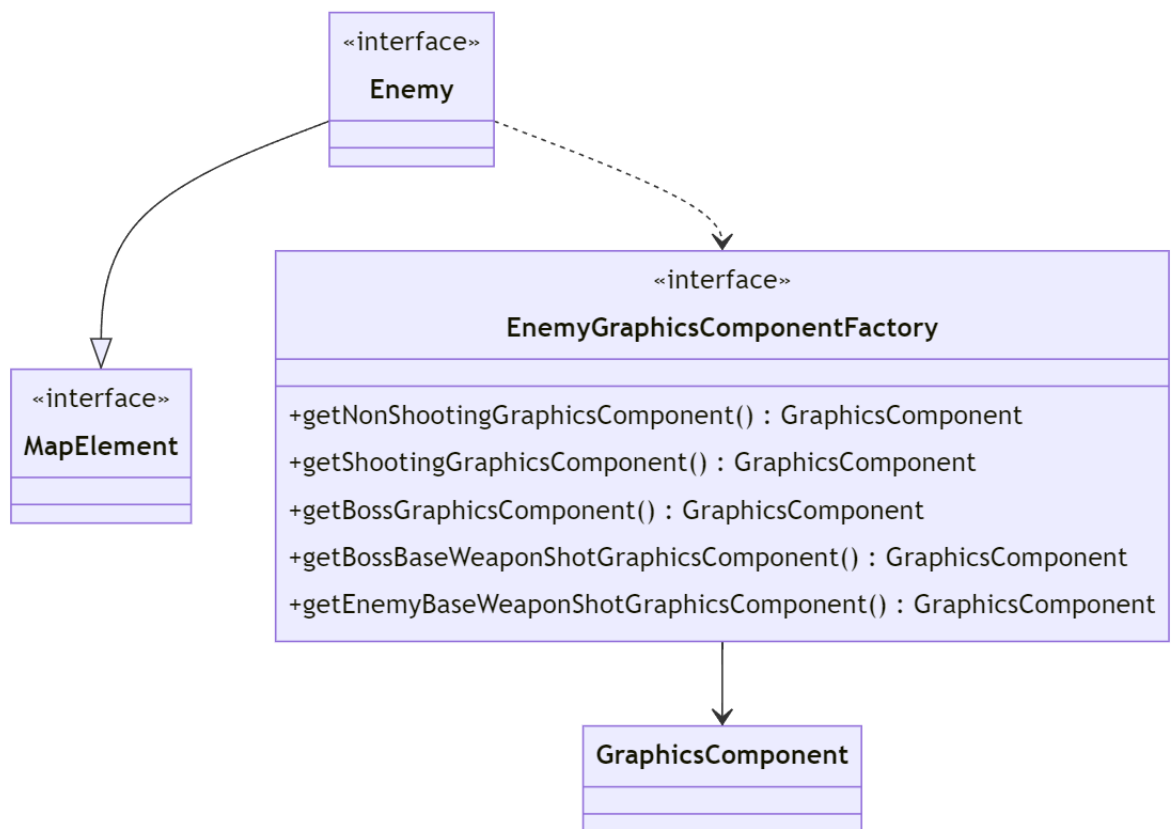 «interface»
Enemy
«interface»
EnemyGraphicsComponentFactory
+getNonShootingGraphicsComponent() : GraphicsComponent
+getShootingGraphicsComponent() : GraphicsComponent
+getBossGraphicsComponent() : GraphicsComponent
+getBossBaseWeaponShotGraphicsComponent() : GraphicsComponent
+getEnemyBaseWeaponShotGraphicsComponent() : GraphicsComponent
«interface»
MapElement
GraphicsComponent